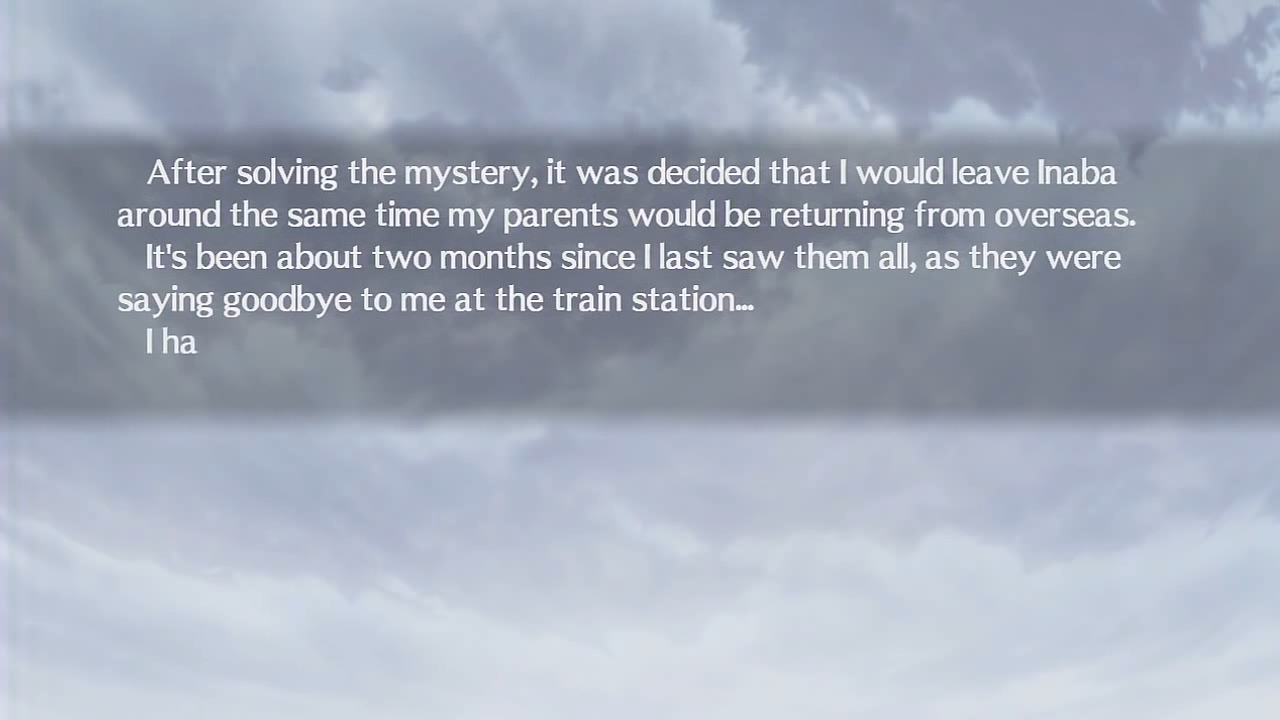 After solving the mystery, it was decided that I would leave Inaba
around the same time my parents would be returning from overseas.
It's been about two months since I last saw them all, as they were
saying goodbye to me at the train station...
I ha